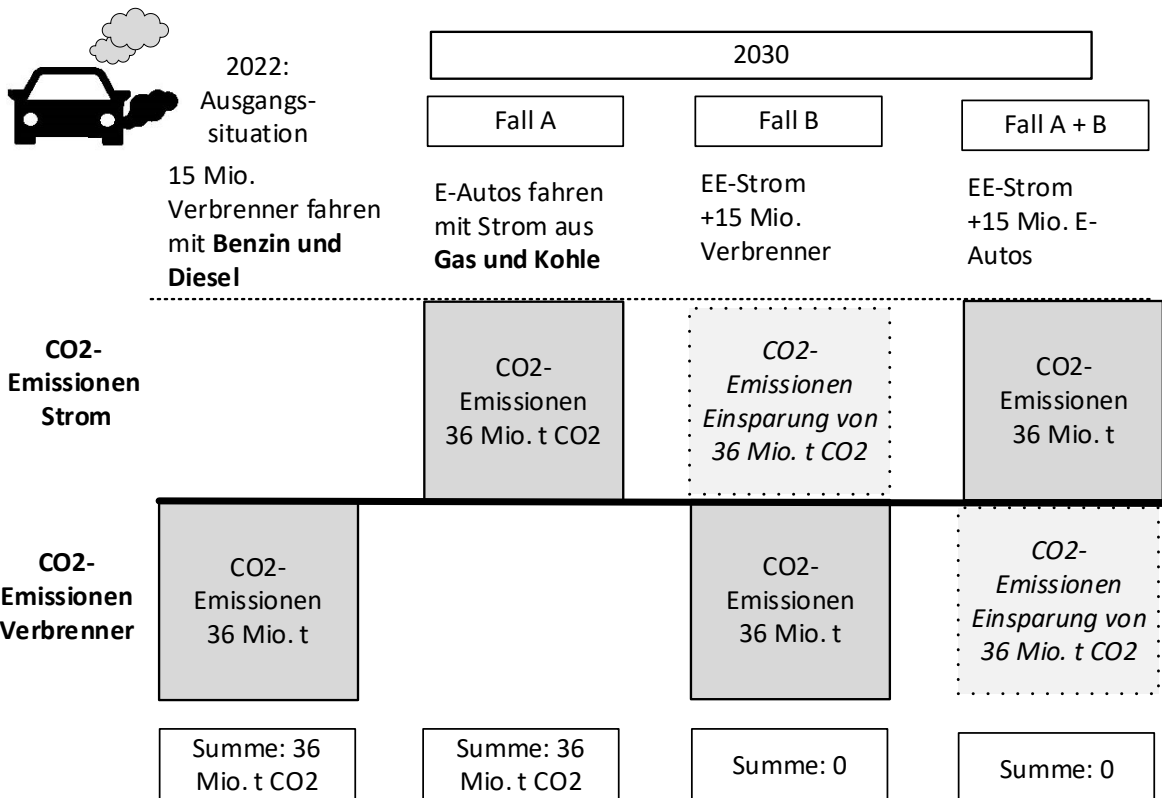 2022:
Ausgangs-
situation
15 Mio.
Verbrenner fahren
mit Benzin und
Diesel
2030
Fall A
Fall B
Fall A + B
E-Autos fahren
mit Strom aus
Gas und Kohle
EE-Strom
+15 Mio.
Verbrenner
EE-Strom
+15 Mio. E-
Autos
CO2-
Emissionen
Strom
CO2-
Emissionen
36 Mio. t CO2
CO2-
Emissionen
Einsparung von
36 Mio. t CO2
CO2-
Emissionen
36 Mio. t
CO2-
Emissionen
Verbrenner
CO2-
Emissionen
36 Mio. t
CO2-
Emissionen
36 Mio. t
CO2-
Emissionen
Einsparung von
36 Mio. t CO2
Summe: 36
Mio. t CO2
Summe: 36
Mio. t CO2
Summe: 0
Summe: 0